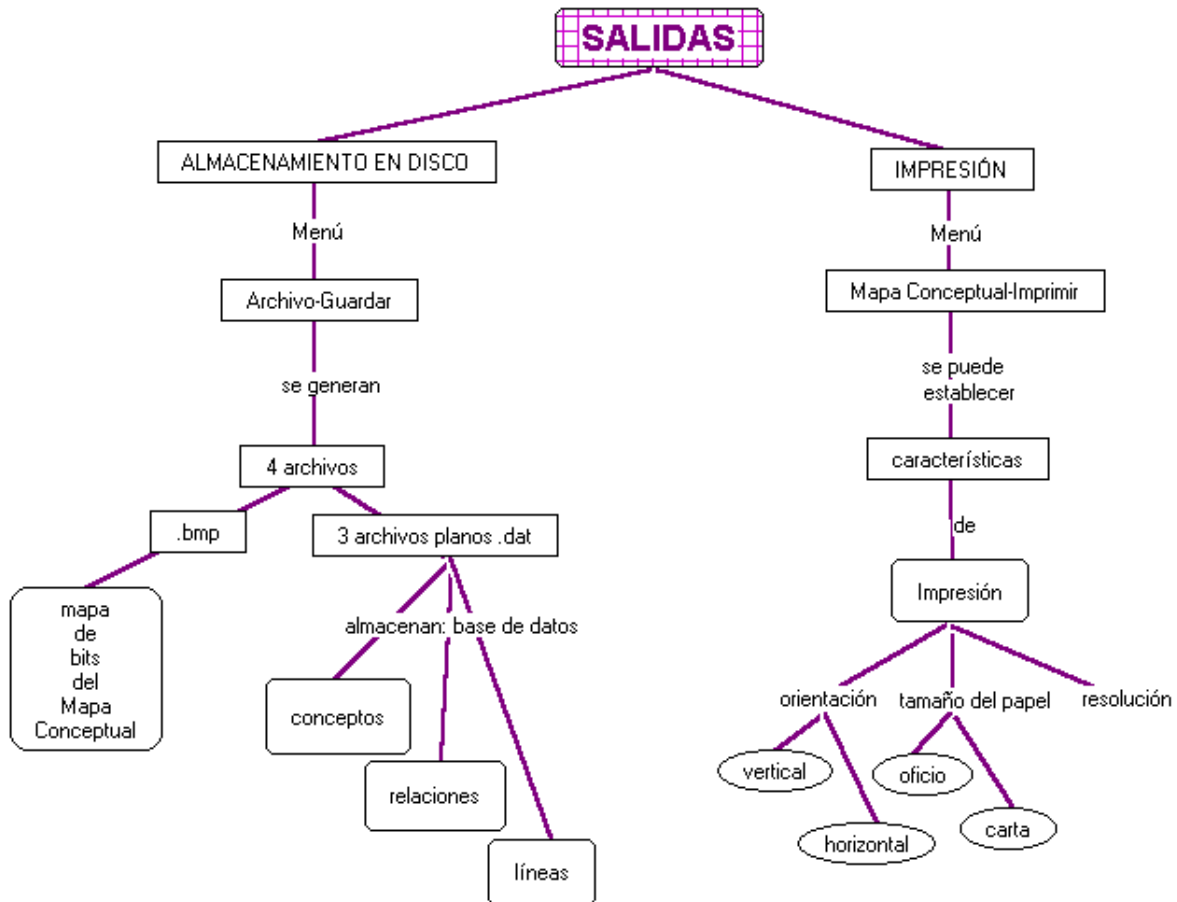 SALIDAS
ALMACENAMIENTO EN DISCO
IMPRESIÓN
Menú
Menú
Archivo-Guardar
Mapa Conceptual-Imprimir
se generan
se puede
establecer
4 archivos
características
.bmp
3 archivos planos .dat
de
mapa
de
bits
del
Mapa
Conceptual
Impresión
almacenan: base de datos
conceptos
relaciones
líneas
orientación
tamaño del papel
resolución
vertical
horizontal
oficio
carta